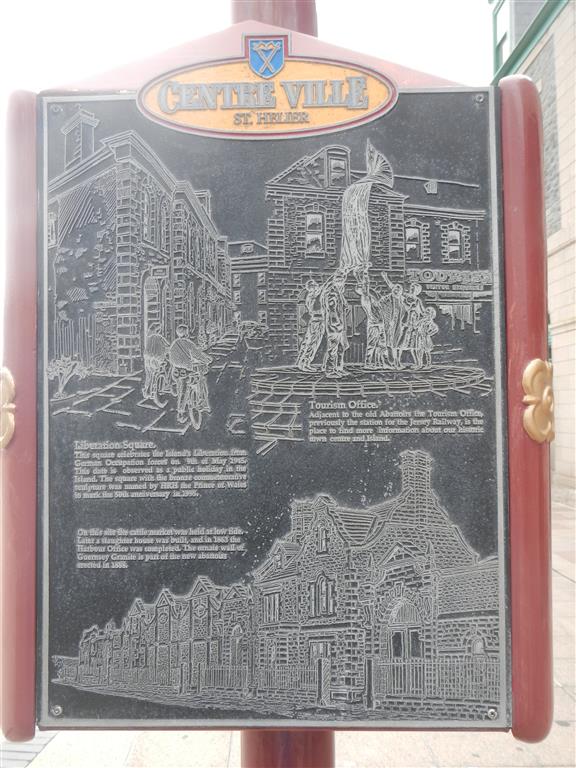 CENTRE VILLE
ST. HELIER
TOURISM
VISITOR
Tourism Office.
Adjacent to the old Abattoirs the Tourism Office,
previously the station for the Jersey Railway, is the
place to find more information about our historic
town centre and Island.
Liberation Square.
This square celebrates the Island's Liberation from
German Occupation forces on 9th of May 1945.
This date is observed as a public holiday in the
Island. The square with the bronze commemorative
sculpture was named by HRH the Prince of Wales
to mark the 50th anniversary in 1995.
On this site the cattle market was held at low tide.
Later a slaughter house was built, and in 1863 the
Harbour Office was completed. The ornate wall of
Guernsey Granite is part of the new abattoirs
erected in 1888.